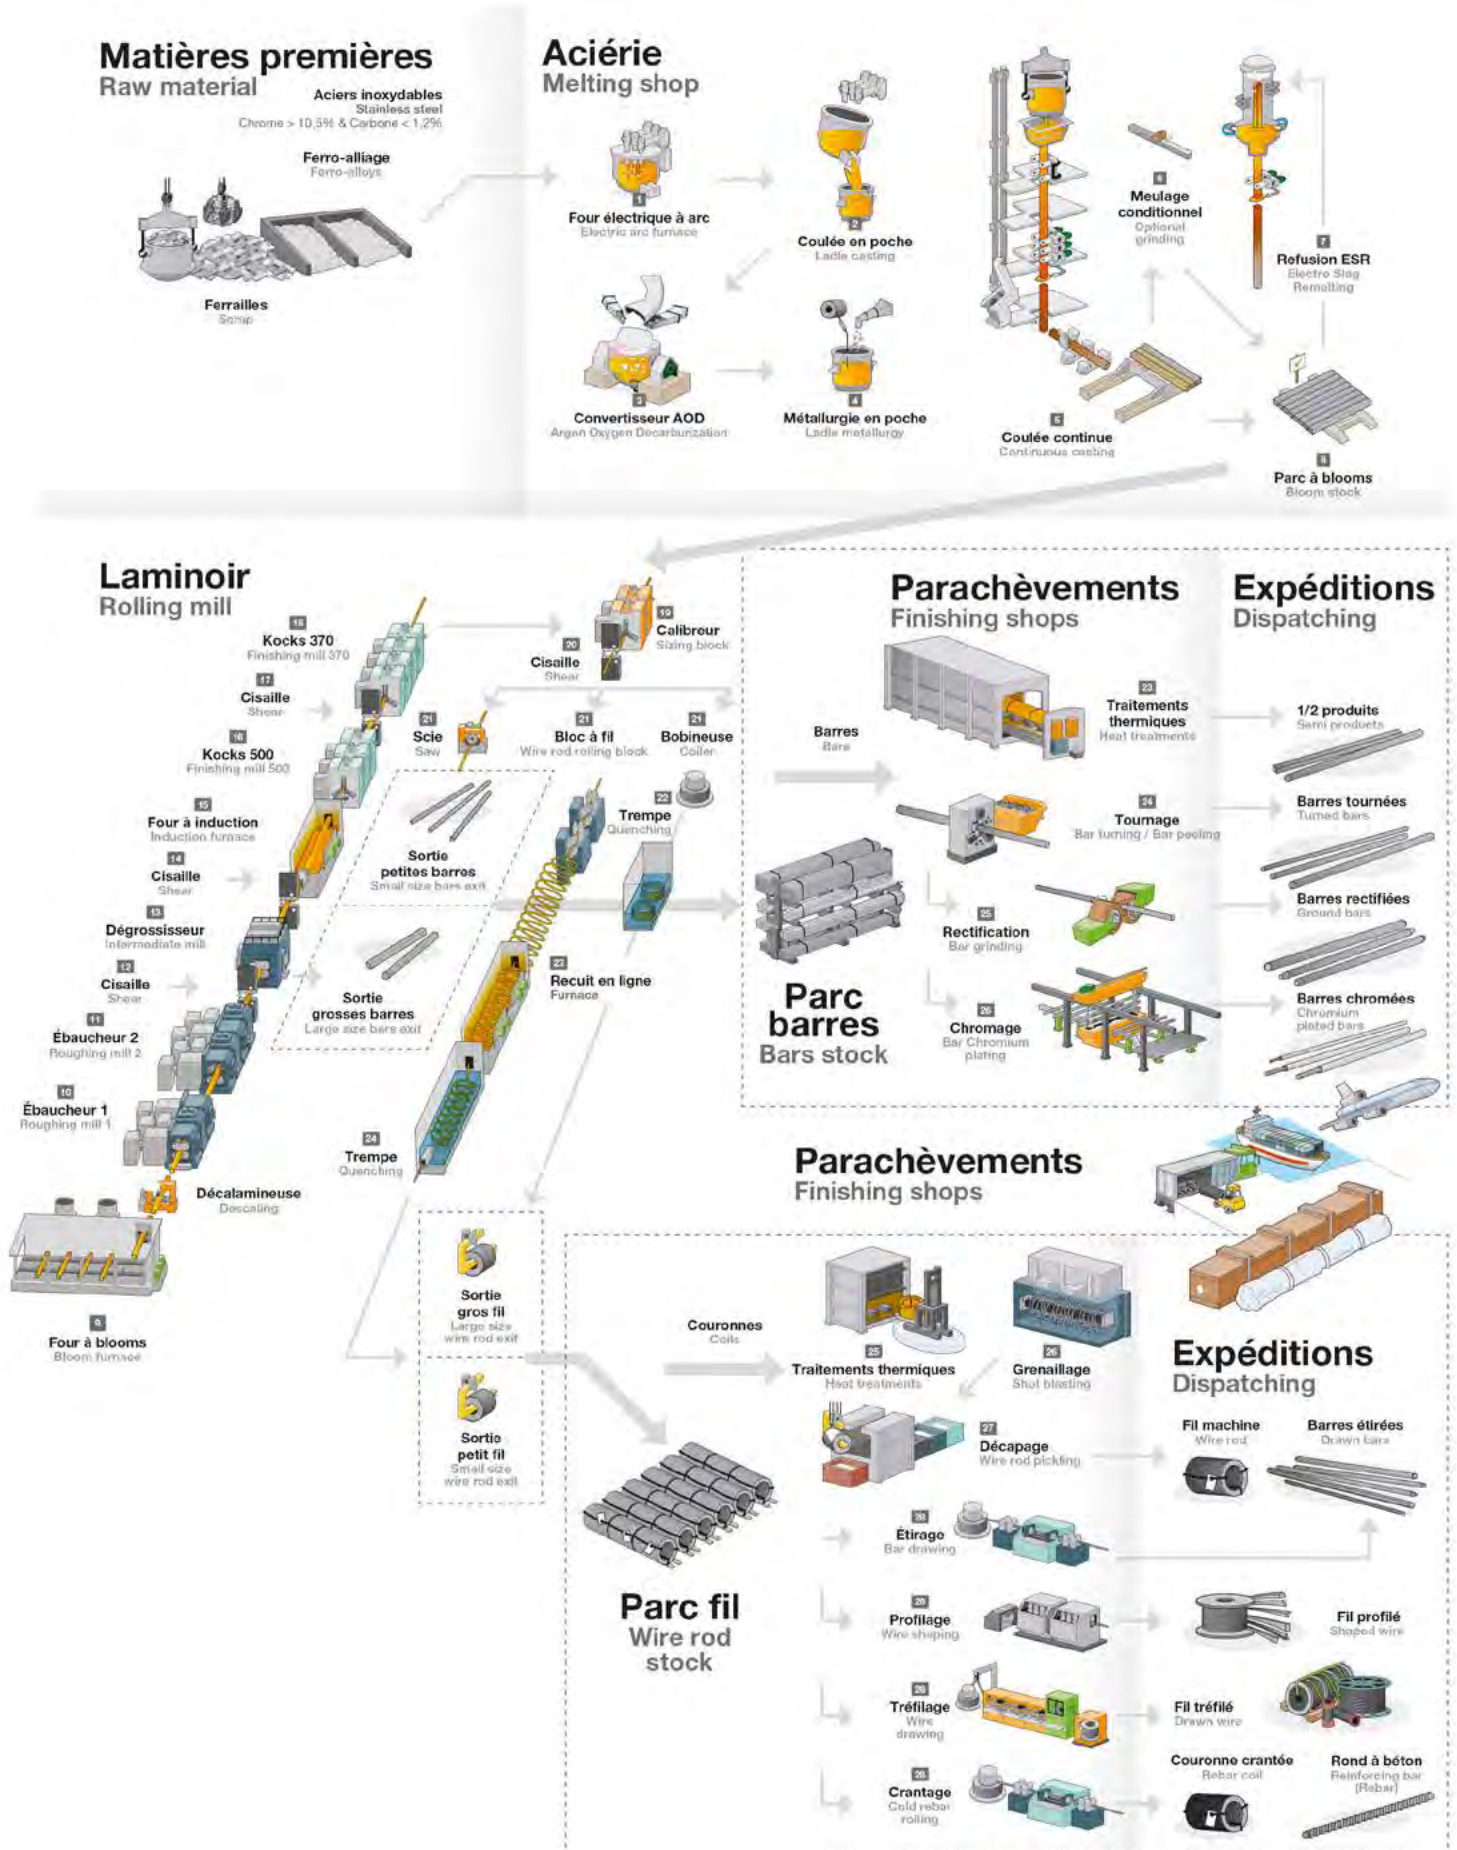 Matières premières
Raw material
Aciers inoxydables
Stainless steel
Chrome > 10,5% & Carbone < 1,2%
Ferro-alliage
Ferro-alloys
Ferrailles
Scrap
Aciérie
Melting shop
1
Four électrique à arc
Electric arc furnace
2
Coulée en poche
Ladle casting
3
Convertisseur AOD
Argon Oxygen Decarburization
4
Métallurgie en poche
Ladle metallurgy
5
Coulée continue
Continuous casting
6
Meulage
conditionnel
Optional
grinding
7
Refusion ESR
Electro Slag
Remelting
8
Parc à blooms
Bloom stock
Laminoir
Rolling mill
18
Kocks 370
Finishing mill 370
17
Cisaille
Shear
16
Kocks 500
Finishing mill 500
15
Four à induction
Induction furnace
14
Cisaille
Shear
13
Dégrossisseur
Intermediate mill
12
Cisaille
Shear
11
Ébaucheur 2
Roughing mill 2
10
Ébaucheur 1
Roughing mill 1
Décalamineuse
Descaling
9
Four à blooms
Bloom furnace
19
Calibreur
Sizing block
20
Cisaille
Shear
21
Scie
Saw
21
Bloc à fil
Wire rod rolling block
21
Bobineuse
Coiler
22
Trempe
Quenching
Sortie
petites barres
Small size bars exit
Sortie
grosses barres
Large size bars exit
23
Recuit en ligne
Furnace
24
Trempe
Quenching
Sortie
gros fil
Large size
wire rod exit
Sortie
petit fil
Small size
wire rod exit
Parachèvements
Finishing shops
Expéditions
Dispatching
Barres
Bars
Parc
barres
Bars stock
23
Traitements
thermiques
Heat treatments
24
Tournage
Bar turning / Bar peeling
25
Rectification
Bar grinding
26
Chromage
Bar Chromium
plating
1/2 produits
Semi products
Barres tournées
Turned bars
Barres rectifiées
Ground bars
Barres chromées
Chromium
plated bars
Parachèvements
Finishing shops
Couronnes
Coils
Parc fil
Wire rod
stock
25
Traitements thermiques
Heat treatments
26
Grenaillage
Shot blasting
27
Décapage
Wire rod pickling
28
Étirage
Bar drawing
28
Profilage
Wire shaping
28
Tréfilage
Wire
drawing
28
Crantage
Cold rebar
rolling
Expéditions
Dispatching
Fil machine
Wire rod
Barres étirées
Drawn bars
Fil profilé
Shaped wire
Fil tréfilé
Drawn wire
Couronne crantée
Rebar coil
Rond à béton
Reinforcing bar
(Rebar)